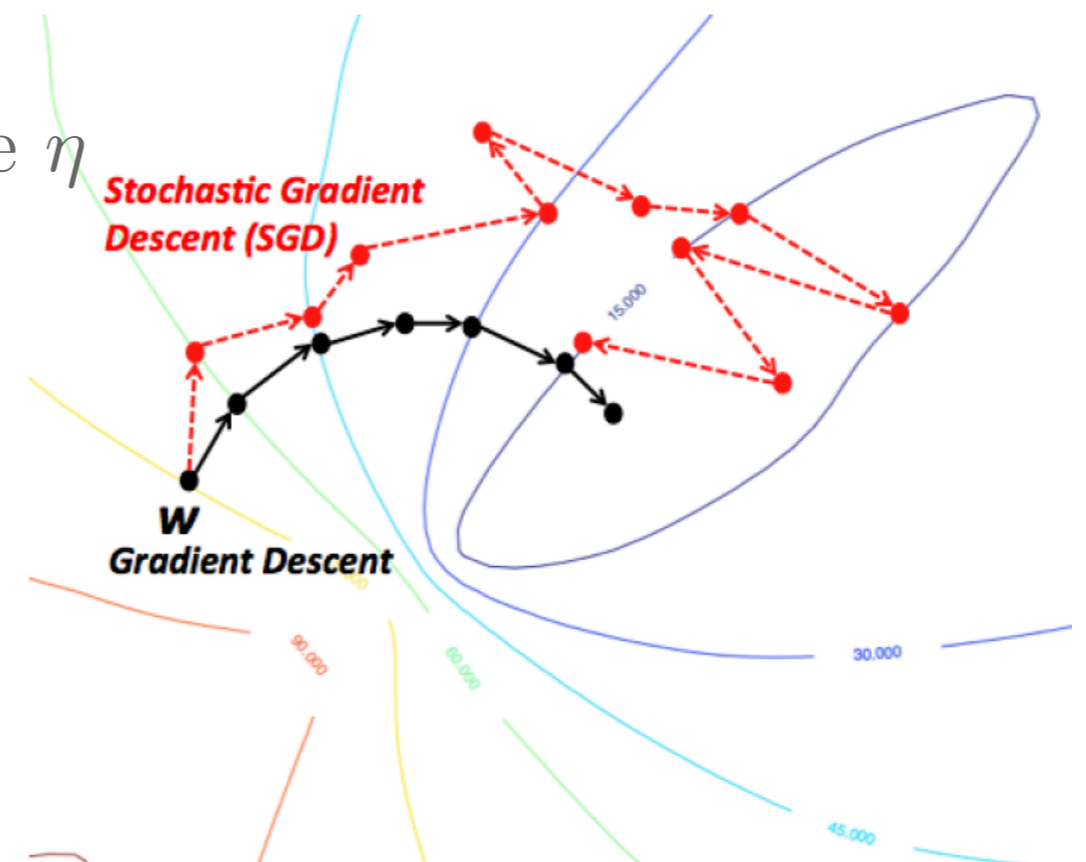 e η
Stochastic Gradient
Descent (SGD)
15.000
W
Gradient Descent
90.000
60.000
30.000
45.000